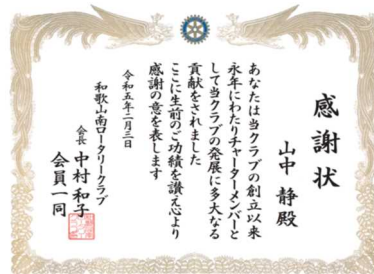 感謝状
山中 静殿
あなたは当クラブの創立以来
永年にわたりチャーターメンバーと
して当クラブの発展に多大なる
貢献をされました
ここに生前のご功績を讃え心より
感謝の意を表します
令和五年二月三日
和歌山南ロータリークラブ
会長 中村 和子
会員一同